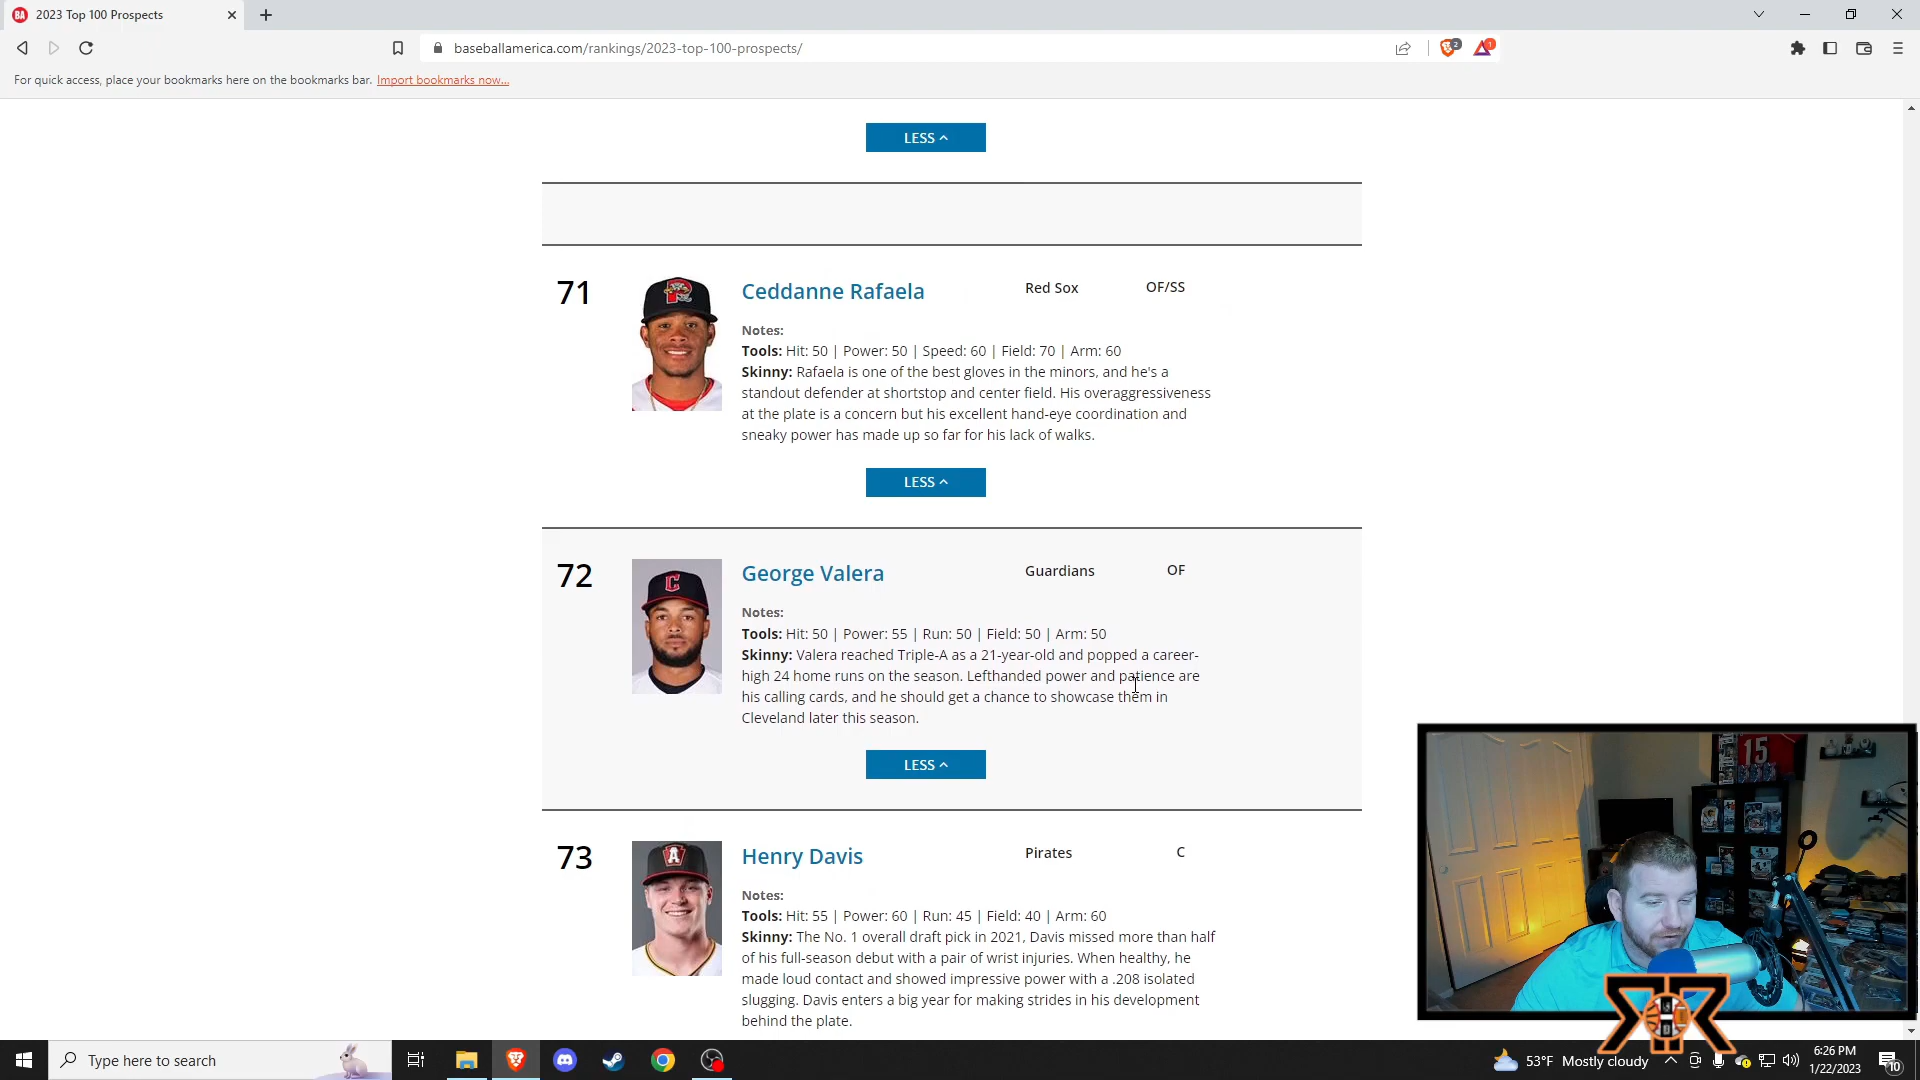 2023 Top 100 Prospects
baseballamerica.com/rankings/2023-top-100-prospects/
2
1
For quick access, place your bookmarks here on the bookmarks bar. Import bookmarks now...
LESS
71
Ceddanne Rafaela
Red Sox
OF/SS
Notes:
Tools: Hit: 50 | Power: 50 | Speed: 60 | Field: 70 | Arm: 60
Skinny: Rafaela is one of the best gloves in the minors, and he's a
standout defender at shortstop and center field. His overaggressiveness
at the plate is a concern but his excellent hand-eye coordination and
sneaky power has made up so far for his lack of walks.
LESS
72
George Valera
Guardians
OF
Notes:
Tools: Hit: 50 | Power: 55 | Run: 50 | Field: 50 | Arm: 50
Skinny: Valera reached Triple-A as a 21-year-old and popped a career-
high 24 home runs on the season. Lefthanded power and patience are
his calling cards, and he should get a chance to showcase them in
Cleveland later this season.
LESS
73
Henry Davis
Pirates
C
Notes:
Tools: Hit: 55 | Power: 60 | Run: 45 | Field: 40 | Arm: 60
Skinny: The No. 1 overall draft pick in 2021, Davis missed more than half
of his full-season debut with a pair of wrist injuries. When healthy, he
made loud contact and showed impressive power with a .208 isolated
slugging. Davis enters a big year for making strides in his development
behind the plate.
15
Type here to search
53°F Mostly cloudy
6:26 PM
1/22/2023
10